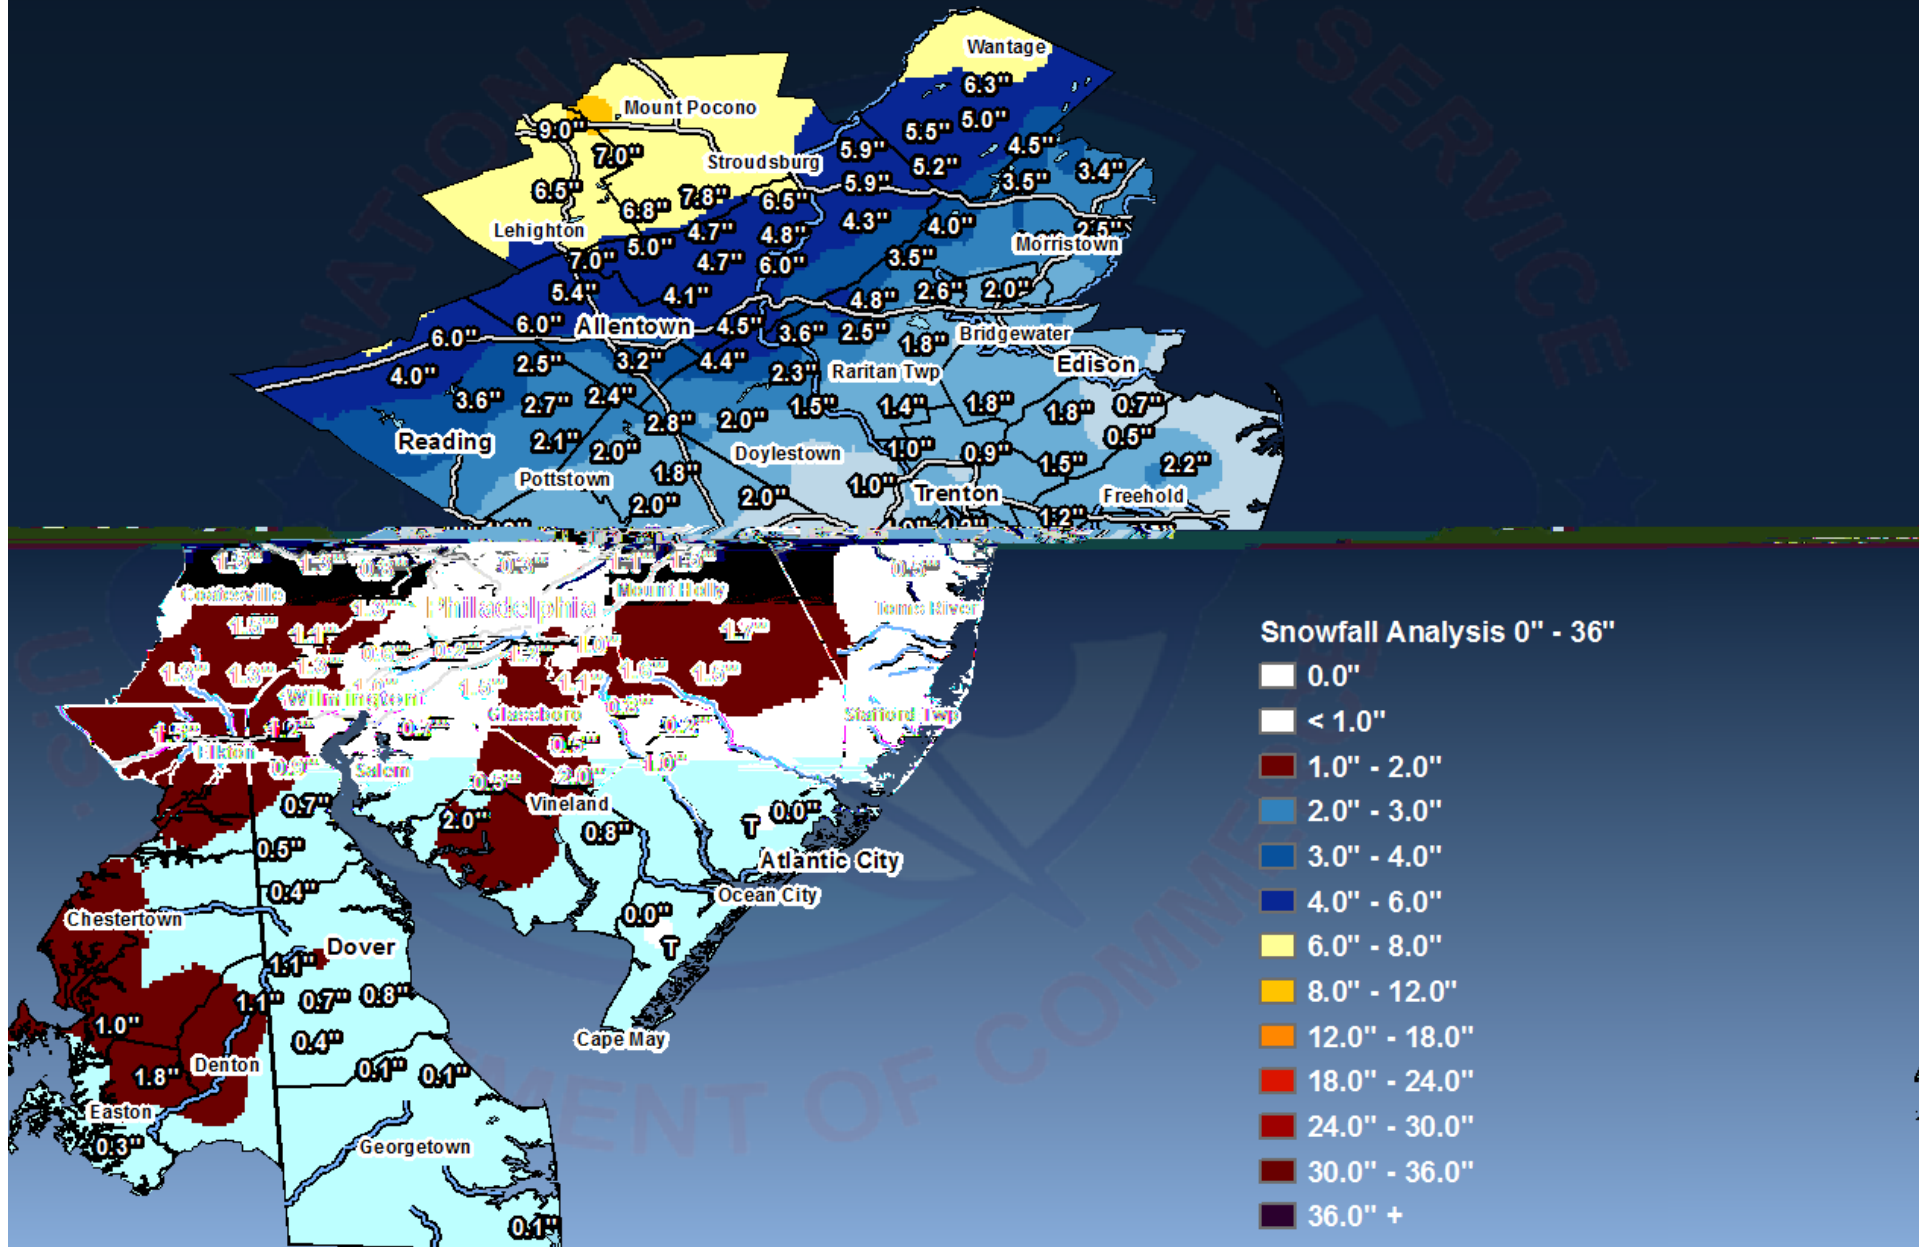 Wantage
6.3"
Mount Pocono
5.0"
5.5"
9.0"
4.5"
5.9"
7.0"
Stroudsburg
5.2"
3.4"
3.5"
5.9"
6.5"
7.8"
6.5"
6.8"
4.3"
4.0"
2.5"
Lehighton
4.7"
4.8"
Morristown
5.0"
3.5"
7.0"
4.7"
6.0"
5.4"
4.1"
4.8"
2.6"
2.0"
6.0"
Allentown
4.5"
3.6"
2.5"
Bridgewater
6.0"
1.8"
2.5"
3.2"
4.4"
Edison
4.0"
2.3"
Raritan Twp
3.6"
2.7"
2.4"
1.5"
1.4"
1.8"
1.8"
0.7"
2.8"
2.0"
Reading
2.1"
2.0"
1.0"
0.5"
Doylestown
0.9"
1.5"
2.2"
Pottstown
1.8"
1.0"
Trenton
Freehold
2.0"
2.0"
1.2"
Coatesville
Mount Holly
Philadelphia
Toms River
1.7"
Wilmington
Glassboro
Stafford Twp
Elkton
Salem
0.7"
Vineland
2.0"
0.8"
T
0.0"
0.5"
Atlantic City
0.4"
Ocean City
Chestertown
0.0"
T
Dover
1.1"
1.1"
0.7"
0.8"
1.0"
0.4"
Cape May
Denton
1.8"
0.1"
0.1"
Easton
0.3"
Georgetown
0.1"
Snowfall Analysis 0" - 36"
0.0"
< 1.0"
1.0" - 2.0"
2.0" - 3.0"
3.0" - 4.0"
4.0" - 6.0"
6.0" - 8.0"
8.0" - 12.0"
12.0" - 18.0"
18.0" - 24.0"
24.0" - 30.0"
30.0" - 36.0"
36.0" +